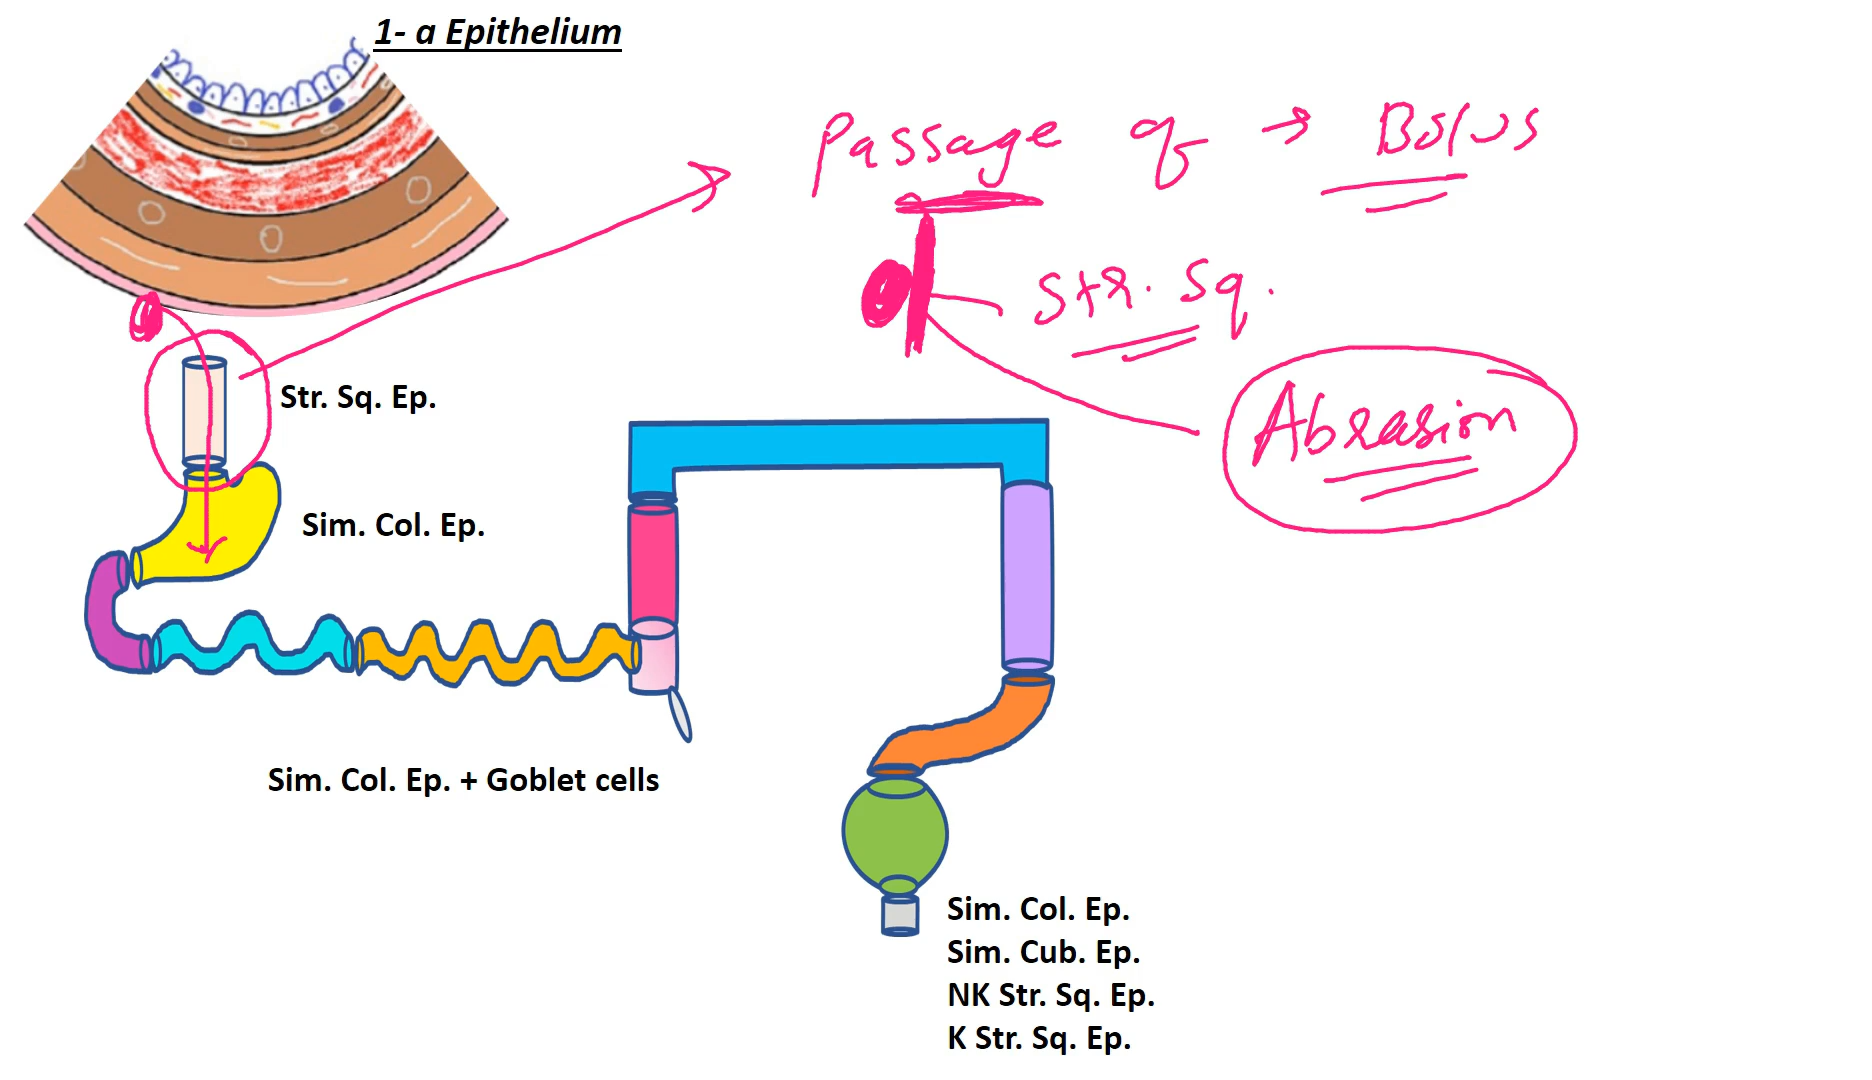 1- a Epithelium
Passage of → Bolus
Str. Sq.
Str. Sq. Ep.
Abrasion
Sim. Col. Ep.
Sim. Col. Ep. + Goblet cells
Sim. Col. Ep.
Sim. Cub. Ep.
NK Str. Sq. Ep.
K Str. Sq. Ep.